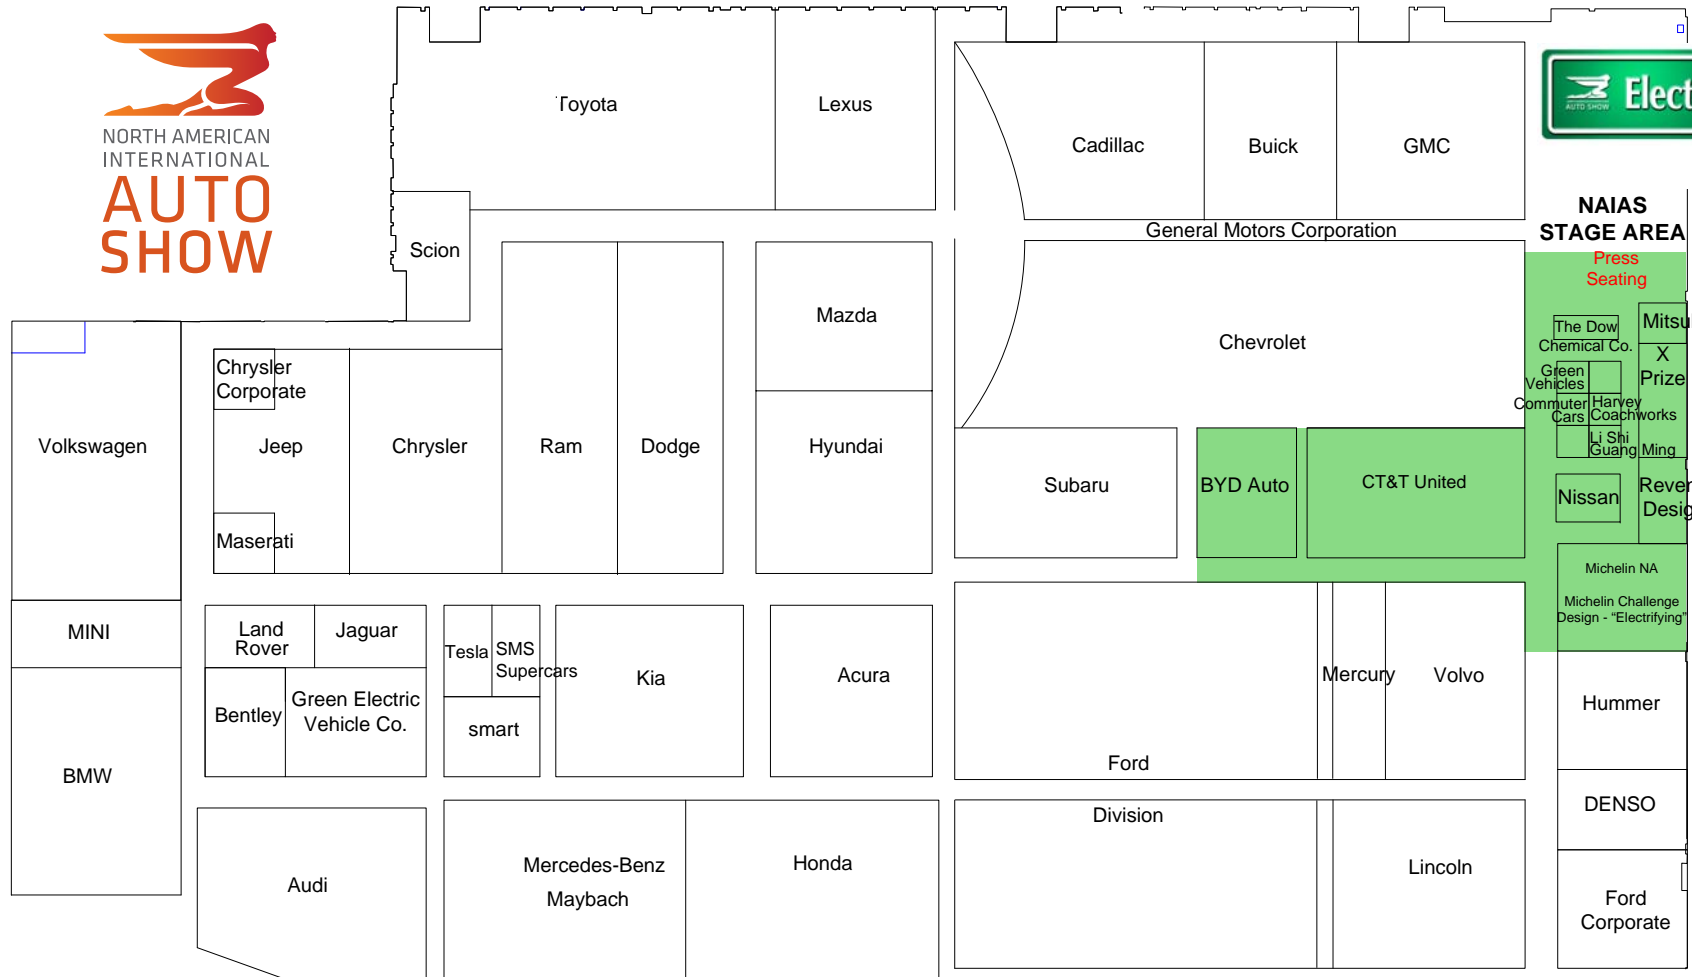 NORTH AMERICAN
INTERNATIONAL
AUTO
SHOW
Toyota
Lexus
Cadillac
Buick
GMC
AUTO SHOW
NAIAS
STAGE AREA
Press
Seating
General Motors Corporation
Scion
Mazda
Chevrolet
The Dow
Chemical Co.
X
Prize
Green
Vehicles
Commuter
Cars
Harvey
Coachworks
Li Shi
Guang Ming
Nissan
Michelin NA
Michelin Challenge
Design - “Electrifying”
Chrysler
Corporate
Volkswagen
Jeep
Chrysler
Ram
Dodge
Hyundai
Subaru
BYD Auto
CT&T United
Maserati
MINI
Land
Rover
Jaguar
Tesla
SMS
Supercars
Kia
Acura
Mercury
Volvo
Hummer
Bentley
Green Electric
Vehicle Co.
smart
BMW
Ford
Division
DENSO
Audi
Mercedes-Benz
Maybach
Honda
Lincoln
Ford
Corporate